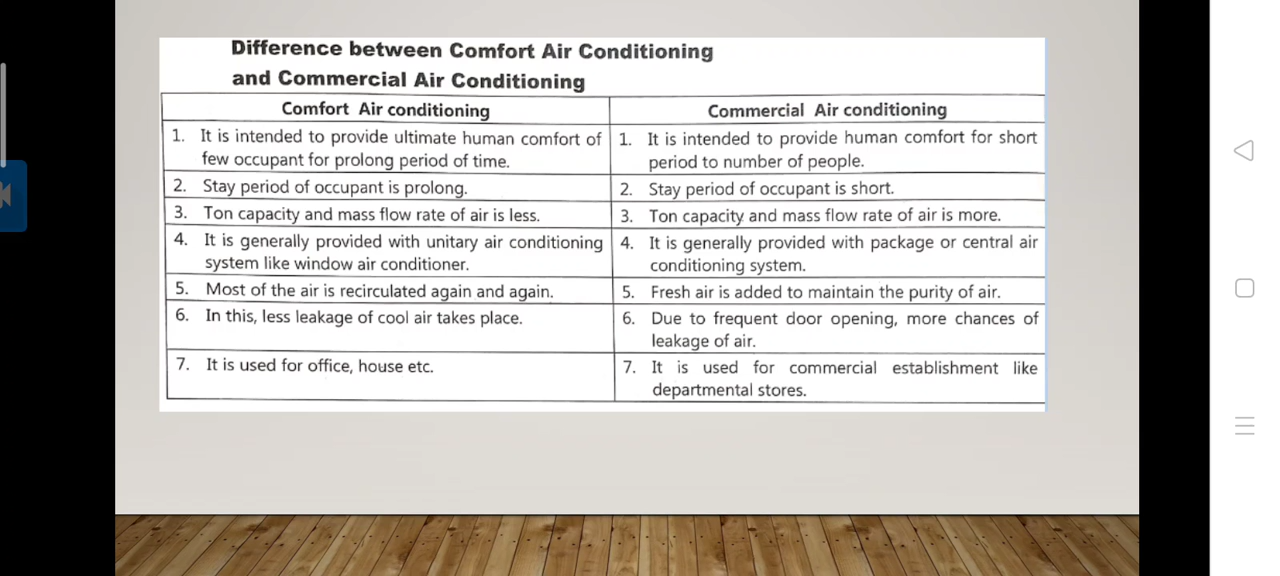 Difference between Comfort Air Conditioning
and Commercial Air Conditioning
Comfort Air conditioning
Commercial Air conditioning
1. It is intended to provide ultimate human comfort of
few occupant for prolong period of time.
1. It is intended to provide human comfort for short
period to number of people.
2. Stay period of occupant is prolong.
2. Stay period of occupant is short.
3. Ton capacity and mass flow rate of air is less.
3. Ton capacity and mass flow rate of air is more.
4. It is generally provided with unitary air conditioning
system like window air conditioner.
4. It is generally provided with package or central air
conditioning system.
5. Most of the air is recirculated again and again.
5. Fresh air is added to maintain the purity of air.
6. In this, less leakage of cool air takes place.
6. Due to frequent door opening, more chances of
leakage of air.
7. It is used for office, house etc.
7. It is used for commercial establishment like
departmental stores.